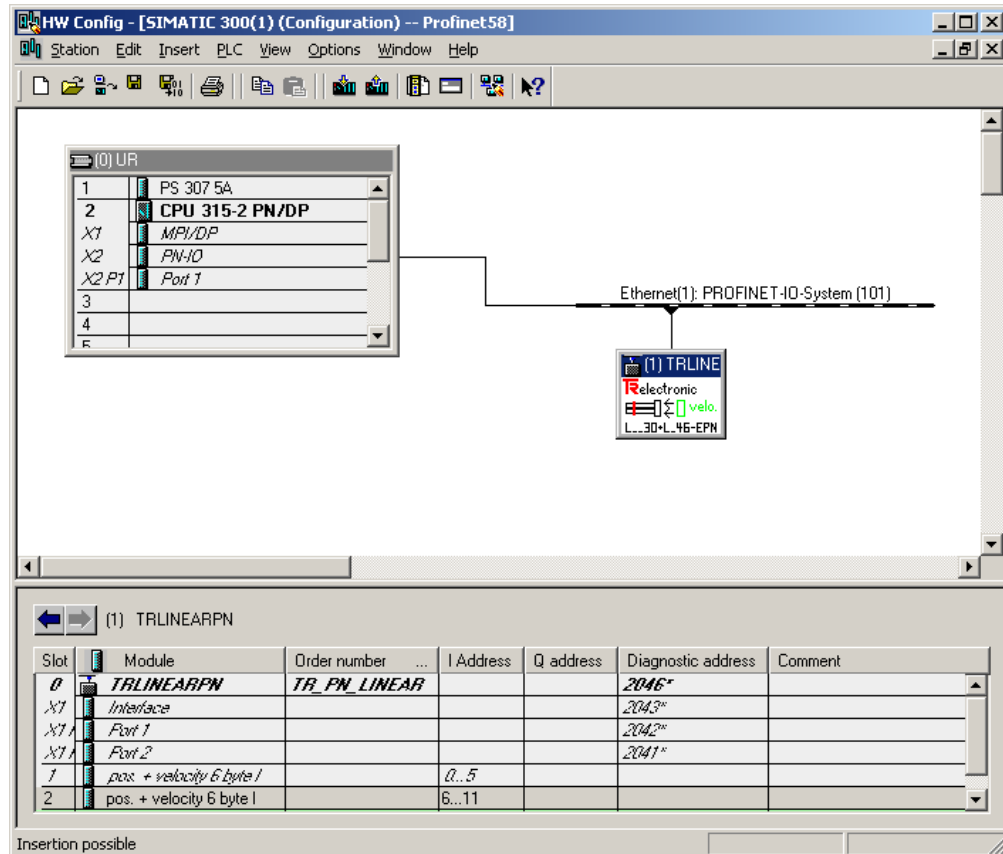 HW Config - [SIMATIC 300(1) (Configuration) -- Profinet58]
Station Edit Insert PLC View Options Window Help
(0) UR
1 PS 307 5A
2 CPU 315-2 PN/DP
X1 MPI/DP
X2 PN-IO
X2 P1 Port 1
3
4
5
Ethernet(1): PROFINET-IO-System (101)
(1) TRLINE
TRelectronic
velo.
L__30+L_46-EPN
(1) TRLINEARPN
Slot Module Order number ... I Address Q address Diagnostic address Comment
0 TRLINEARPN TR_PN_LINEAR 2046*
X1 Interface 2043*
X1 Port 1 2042*
X1 Port 2 2041*
1 pos. + velocity 6 byte I 0...5
2 pos. + velocity 6 byte I 6...11
Insertion possible